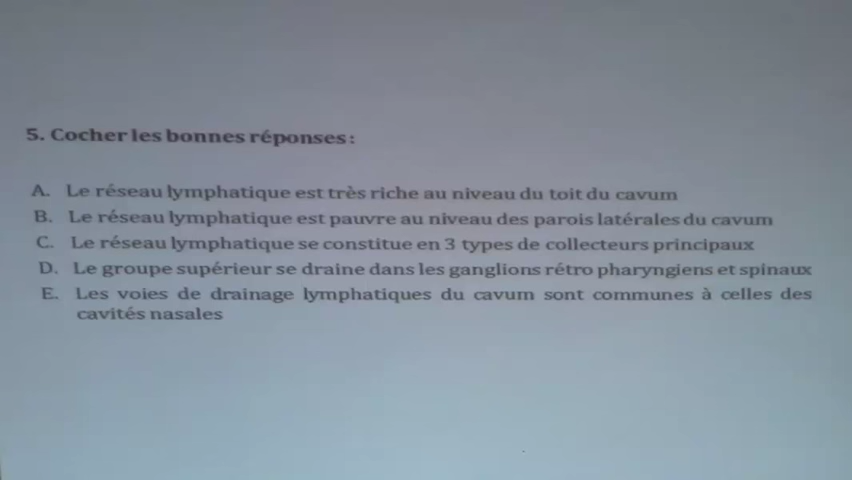 5. Cocher les bonnes réponses:
A. Le réseau lymphatique est très riche au niveau du toit du cavum
B. Le réseau lymphatique est pauvre au niveau des parois latérales du cavum
C. Le réseau lymphatique se constitue en 3 types de collecteurs principaux
D. Le groupe supérieur se draine dans les ganglions rétro pharyngiens et spinaux
E. Les voies de drainage lymphatiques du cavum sont communes à celles des
cavités nasales